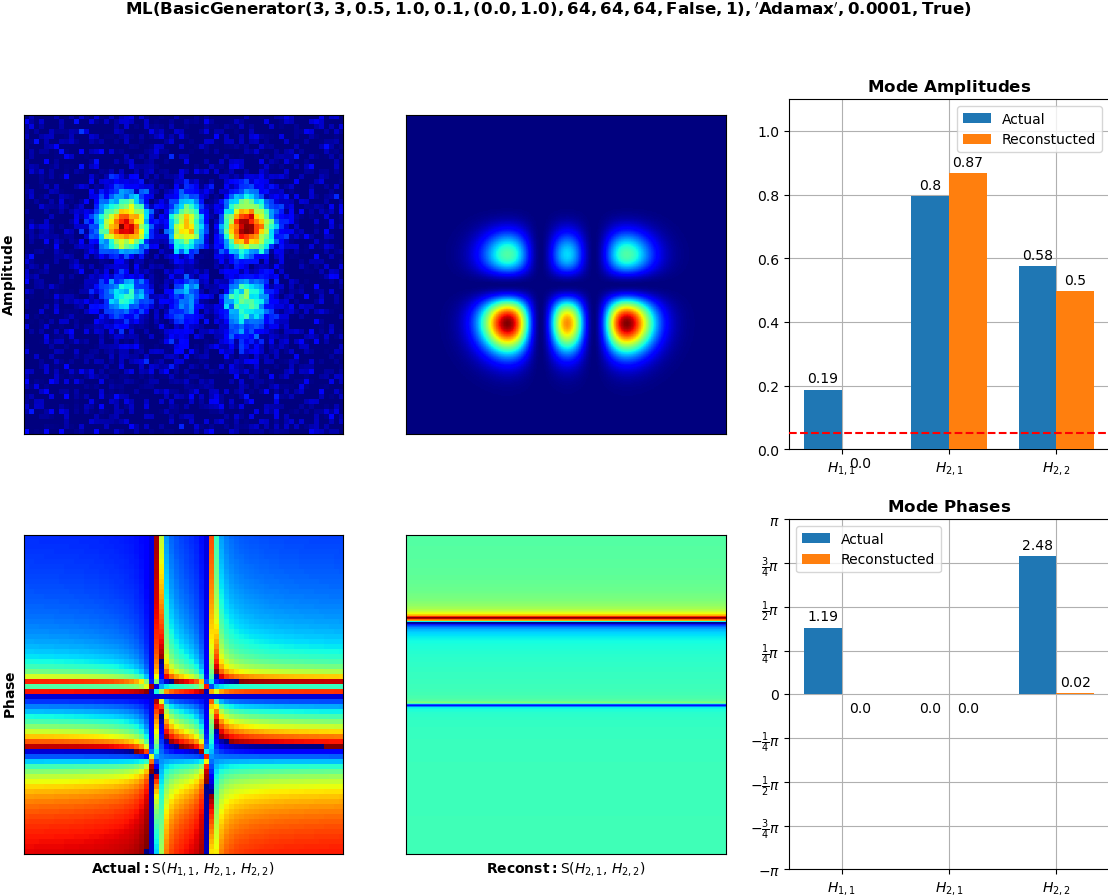 ML(BasicGenerator(3, 3, 0.5, 1.0, 0.1, (0.0, 1.0), 64, 64, 64, False, 1), ′Adamax′, 0.0001, True)
Amplitude
Mode Amplitudes
Actual
Reconstucted
1.0
0.8
0.6
0.4
0.2
0.0
0.19
0.0
0.8
0.87
0.58
0.5
H1,1
H2,1
H2,2
Phase
Actual: S(H1,1, H2,1, H2,2)
Reconst: S(H2,1, H2,2)
Mode Phases
Actual
Reconstucted
π
3/4π
1/2π
1/4π
0
−1/4π
−1/2π
−3/4π
−π
1.19
0.0
0.0
0.0
2.48
0.02
H1,1
H2,1
H2,2